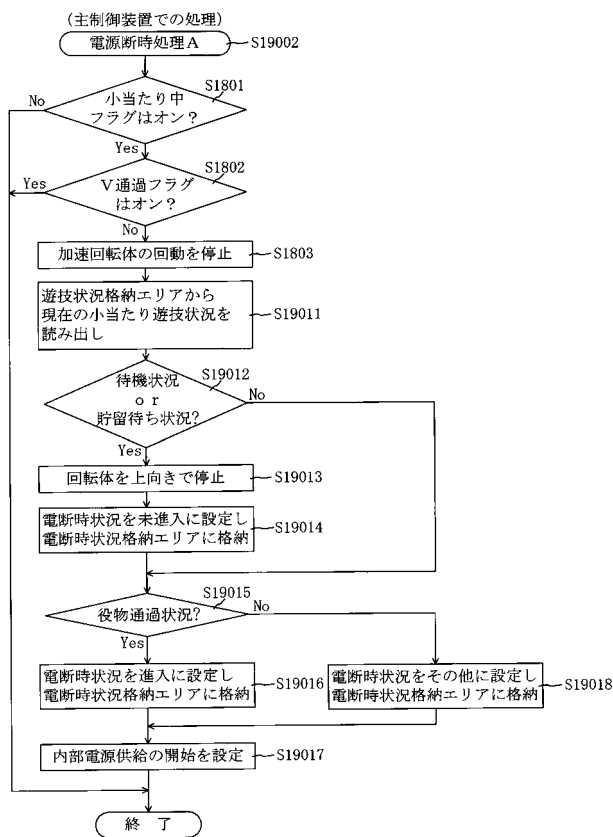 (主制御装置での処理)
電源断時処理A
S19002
S1801
小当たり中
フラグはオン?
No
Yes
S1802
V通過フラグ
はオン?
Yes
No
加速回転体の回動を停止
S1803
遊技状況格納エリアから
現在の小当たり遊技状況を
読み出し
S19011
S19012
待機状況
or
貯留待ち状況?
No
Yes
回転体を上向きで停止
S19013
電断時状況を未進入に設定し
電断時状況格納エリアに格納
S19014
S19015
役物通過状況?
No
Yes
電断時状況を進入に設定し
電断時状況格納エリアに格納
S19016
電断時状況をその他に設定し
電断時状況格納エリアに格納
S19018
内部電源供給の開始を設定
S19017
終 了